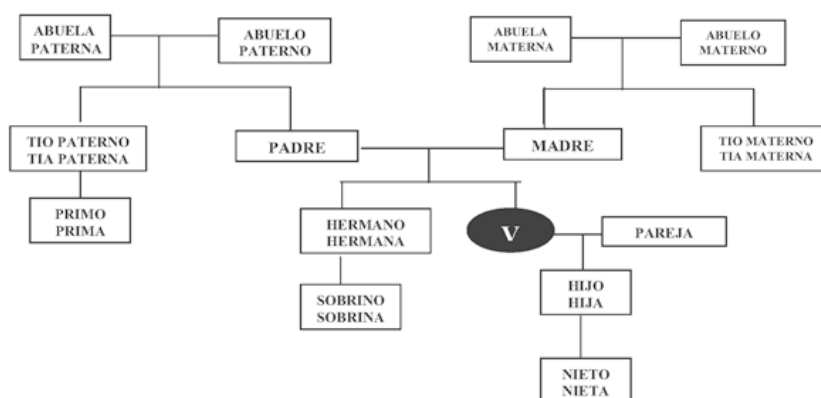 ABUELA
PATERNA
ABUELO
PATERNO
ABUELA
MATERNA
ABUELO
MATERNO
TIO PATERNO
TIA PATERNA
PADRE
MADRE
TIO MATERNO
TIA MATERNA
PRIMO
PRIMA
HERMANO
HERMANA
V
PAREJA
SOBRINO
SOBRINA
HIJO
HIJA
NIETO
NIETA